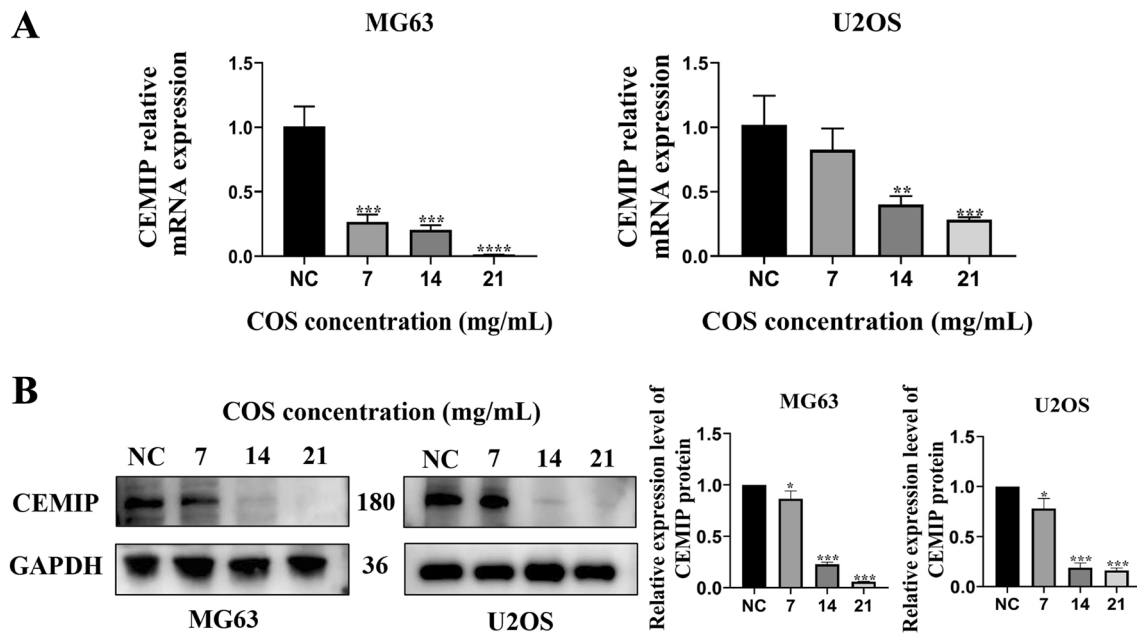 A
MG63
CEMIP relative
mRNA expression
1.5
1.0
0.5
0.0
***
***
****
NC 7 14 21
COS concentration (mg/mL)
U2OS
CEMIP relative
mRNA expression
1.5
1.0
0.5
0.0
**
***
NC 7 14 21
COS concentration (mg/mL)
B
COS concentration (mg/mL)
NC 7 14 21
NC 7 14 21
CEMIP
180
GAPDH
36
MG63
U2OS
MG63
Relative expression level of
CEMIP protein
1.5
1.0
0.5
0.0
*
***
***
NC 7 14 21
U2OS
Relative expression leevel of
CEMIP protein
1.5
1.0
0.5
0.0
*
***
***
NC 7 14 21